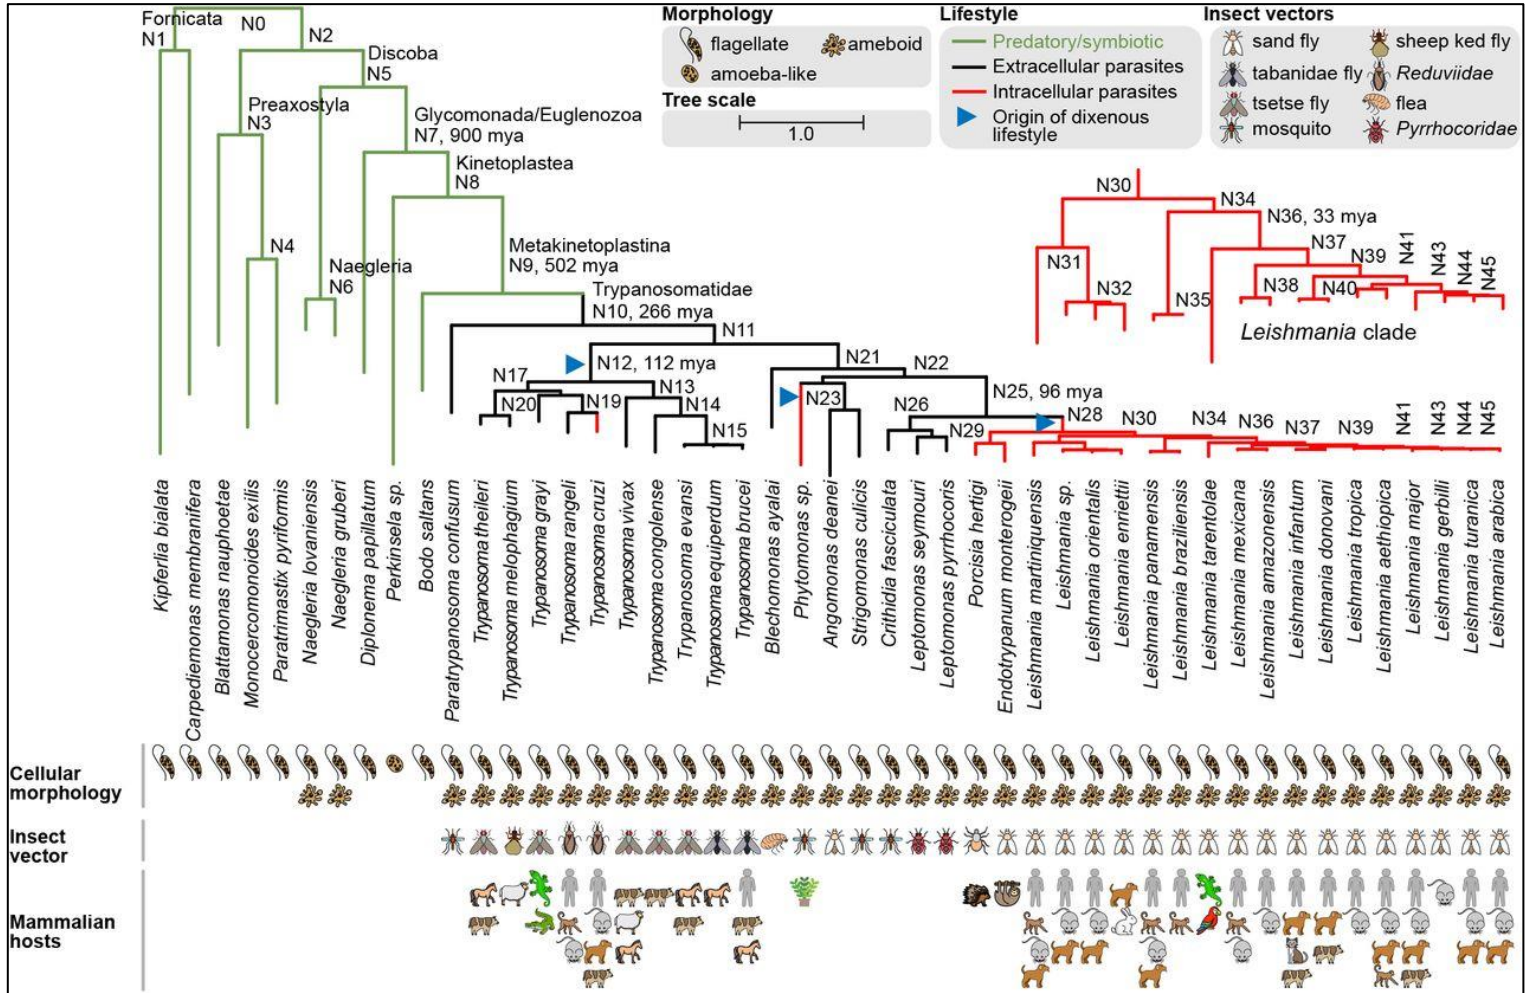 Fornicata
N1
N0
N2
Discoba
N5
Preaxostyla
N3
Glycomonada/Euglenozoa
N7, 900 mya
Kinetoplastea
N8
N4
Naegleria
N6
Metakinetoplastina
N9, 502 mya
Trypanosomatidae
N10, 266 mya
N11
N12, 112 mya
N17
N20
N19
N13
N14
N15
N21
N22
N23
N25, 96 mya
N26
N29
N28
N30
N34
N36
N37
N39
N41
N43
N44
N45
Morphology
flagellate
ameboid
amoeba-like
Tree scale
1.0
Lifestyle
Predatory/symbiotic
Extracellular parasites
Intracellular parasites
Origin of dixenous
lifestyle
Insect vectors
sand fly
sheep ked fly
tabanidae fly
Reduviidae
tsetse fly
flea
mosquito
Pyrrhocoridae
N30
N34
N36, 33 mya
N31
N32
N35
N37
N38
N39
N40
N41
N43
N44
N45
Leishmania clade
Kipferlia bialata
Carpediemonas membranifera
Blattamonas nauphoetae
Monocercomonoides exilis
Paratrimastix pyriformis
Naegleria lovaniensis
Naegleria gruberi
Diplonema papillatum
Perkinsela sp.
Bodo saltans
Paratrypanosoma confusum
Trypanosoma theileri
Trypanosoma melophagium
Trypanosoma grayi
Trypanosoma rangeli
Trypanosoma cruzi
Trypanosoma vivax
Trypanosoma congolense
Trypanosoma evansi
Trypanosoma equiperdum
Trypanosoma brucei
Blechomonas ayalai
Phytomonas sp.
Angomonas deanei
Strigomonas culicis
Crithidia fasciculata
Leptomonas seymouri
Leptomonas pyrrhocoris
Porcisia hertigi
Endotrypanum monterogeii
Leishmania martiniquensis
Leishmania sp.
Leishmania orientalis
Leishmania enriettii
Leishmania panamensis
Leishmania braziliensis
Leishmania tarentolae
Leishmania mexicana
Leishmania amazonensis
Leishmania infantum
Leishmania donovani
Leishmania tropica
Leishmania aethiopica
Leishmania major
Leishmania gerbilli
Leishmania turanica
Leishmania arabica
Cellular
morphology
Insect
vector
Mammalian
hosts